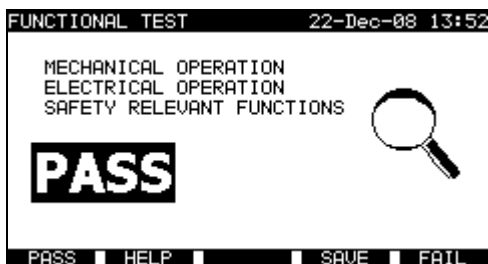 FUNCTIONAL TEST 22-Dec-08 13:52
MECHANICAL OPERATION
ELECTRICAL OPERATION
SAFETY RELEVANT FUNCTIONS
PASS
PASS HELP SAVE FAIL